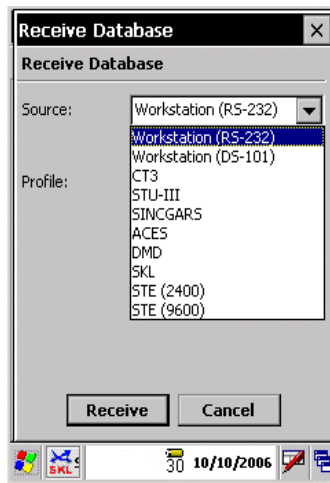 Receive Database
Receive Database
Source: Workstation (RS-232)
Workstation (RS-232)
Workstation (DS-101)
CT3
Profile:
STU-III
SINCGARS
ACES
DMD
SKL
STE (2400)
STE (9600)
Receive Cancel
SKL 30 10/10/2006